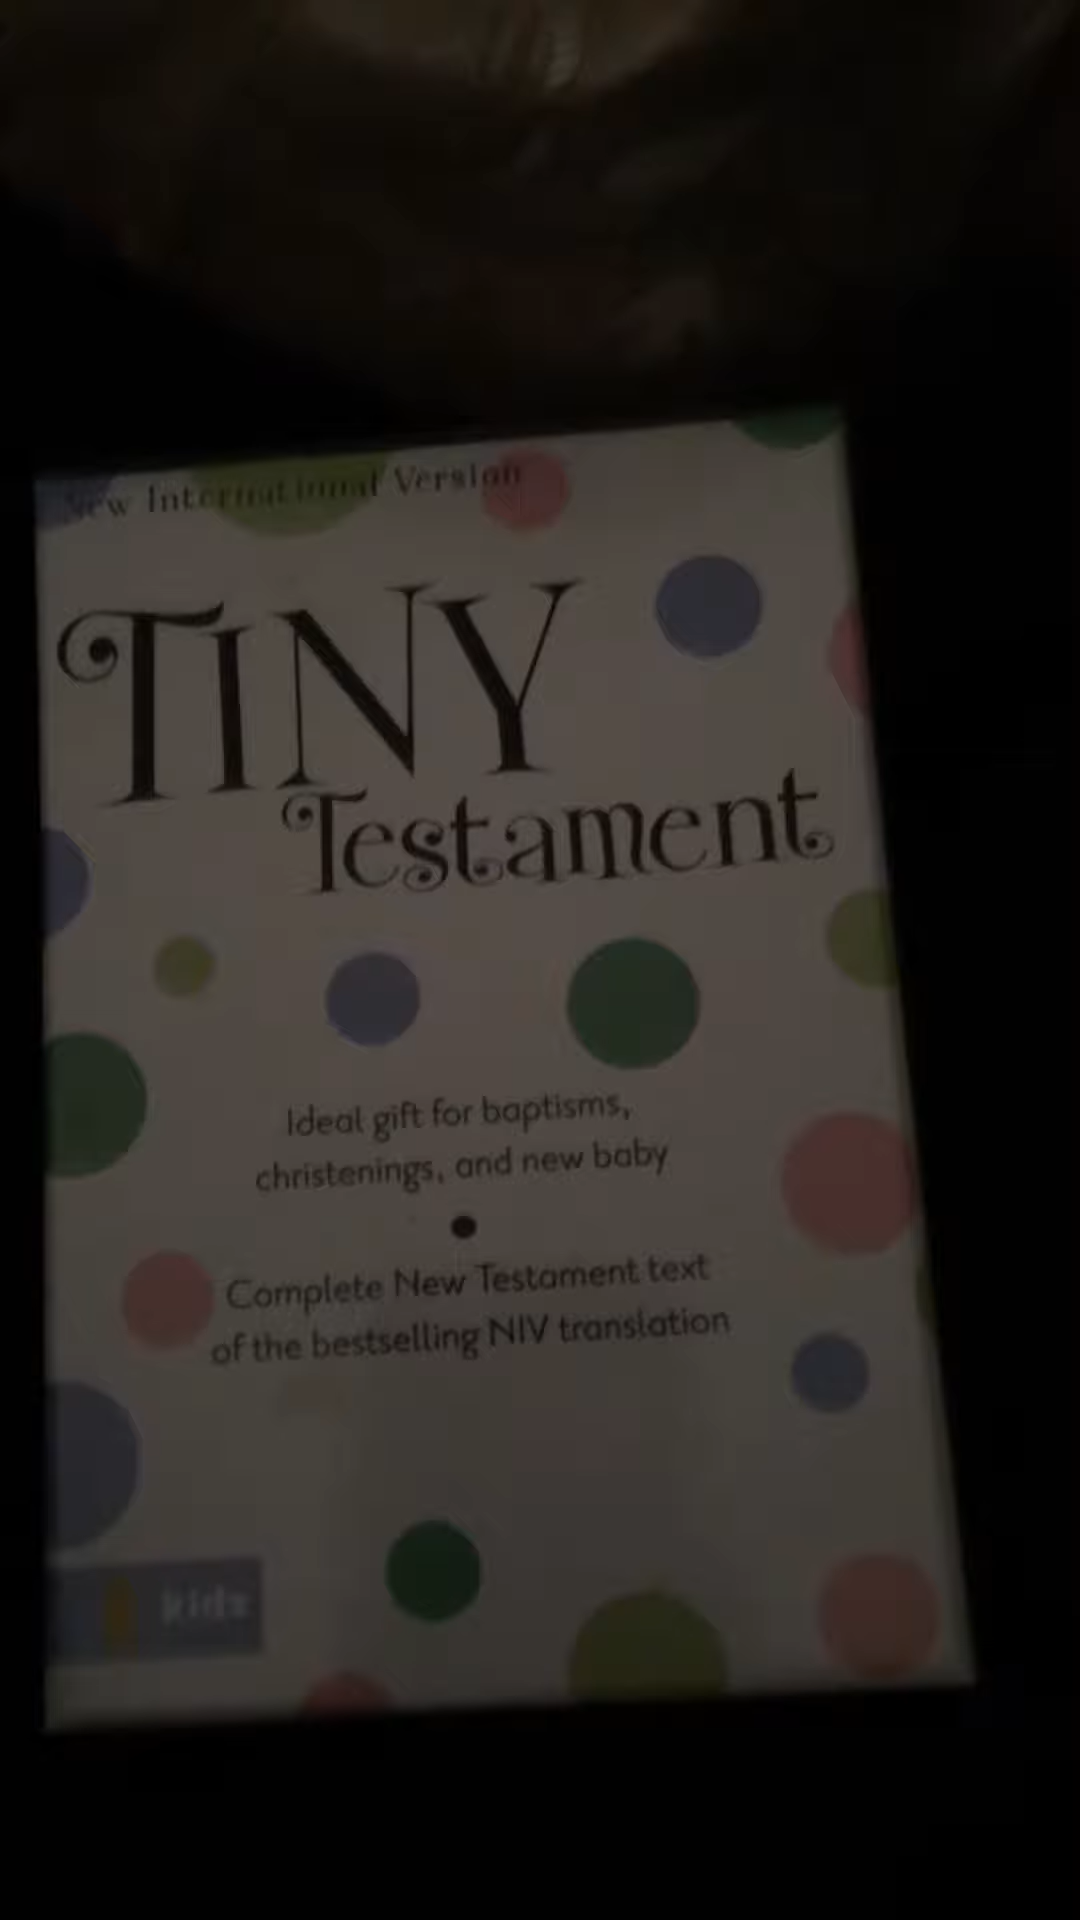 New International Version
TINY
Testament
Ideal gift for baptisms,
christenings, and new baby
Complete New Testament text
of the bestselling NIV translation
kidz